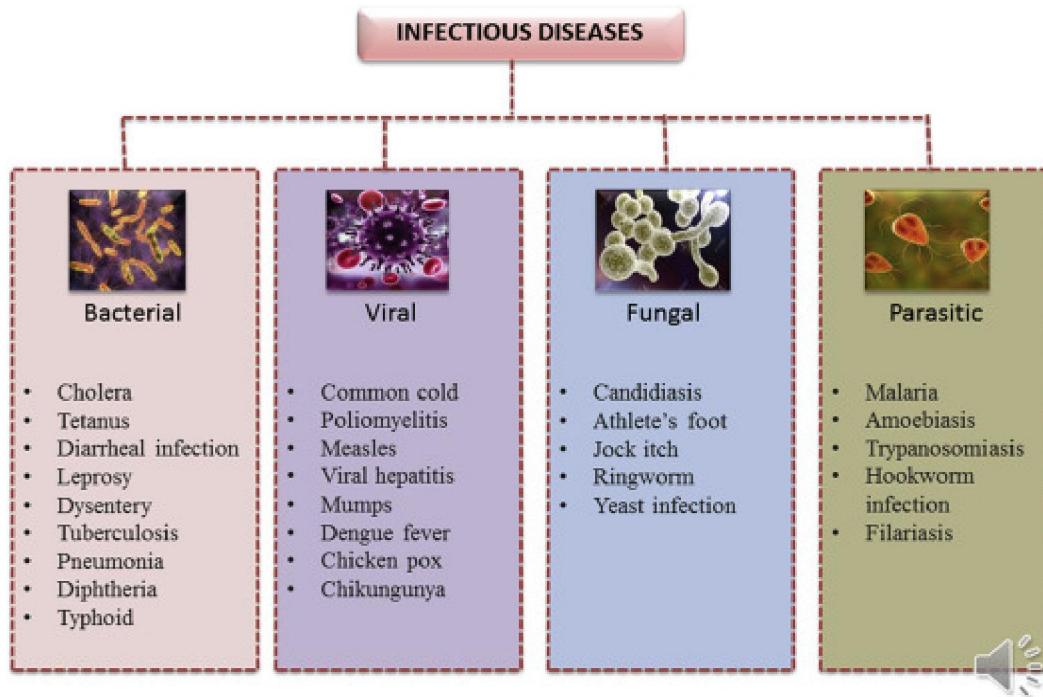 INFECTIOUS DISEASES
Bacterial
• Cholera
• Tetanus
• Diarrheal infection
• Leprosy
• Dysentery
• Tuberculosis
• Pneumonia
• Diphtheria
• Typhoid
Viral
• Common cold
• Poliomyelitis
• Measles
• Viral hepatitis
• Mumps
• Dengue fever
• Chicken pox
• Chikungunya
Fungal
• Candidiasis
• Athlete’s foot
• Jock itch
• Ringworm
• Yeast infection
Parasitic
• Malaria
• Amoebiasis
• Trypanosomiasis
• Hookworm
infection
• Filariasis